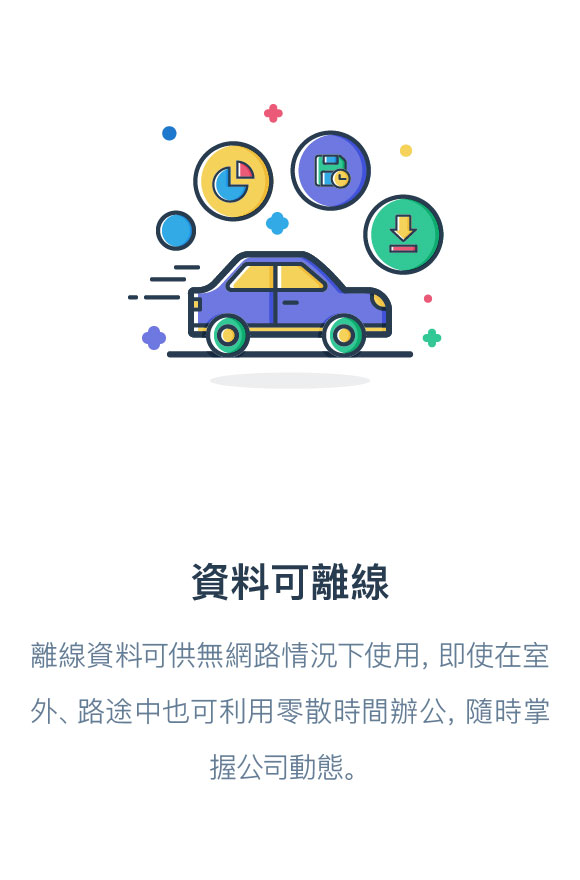 資料可離線
離線資料可供無網路情況下使用, 即使在室
外、路途中也可利用零散時間辦公, 隨時掌
握公司動態。